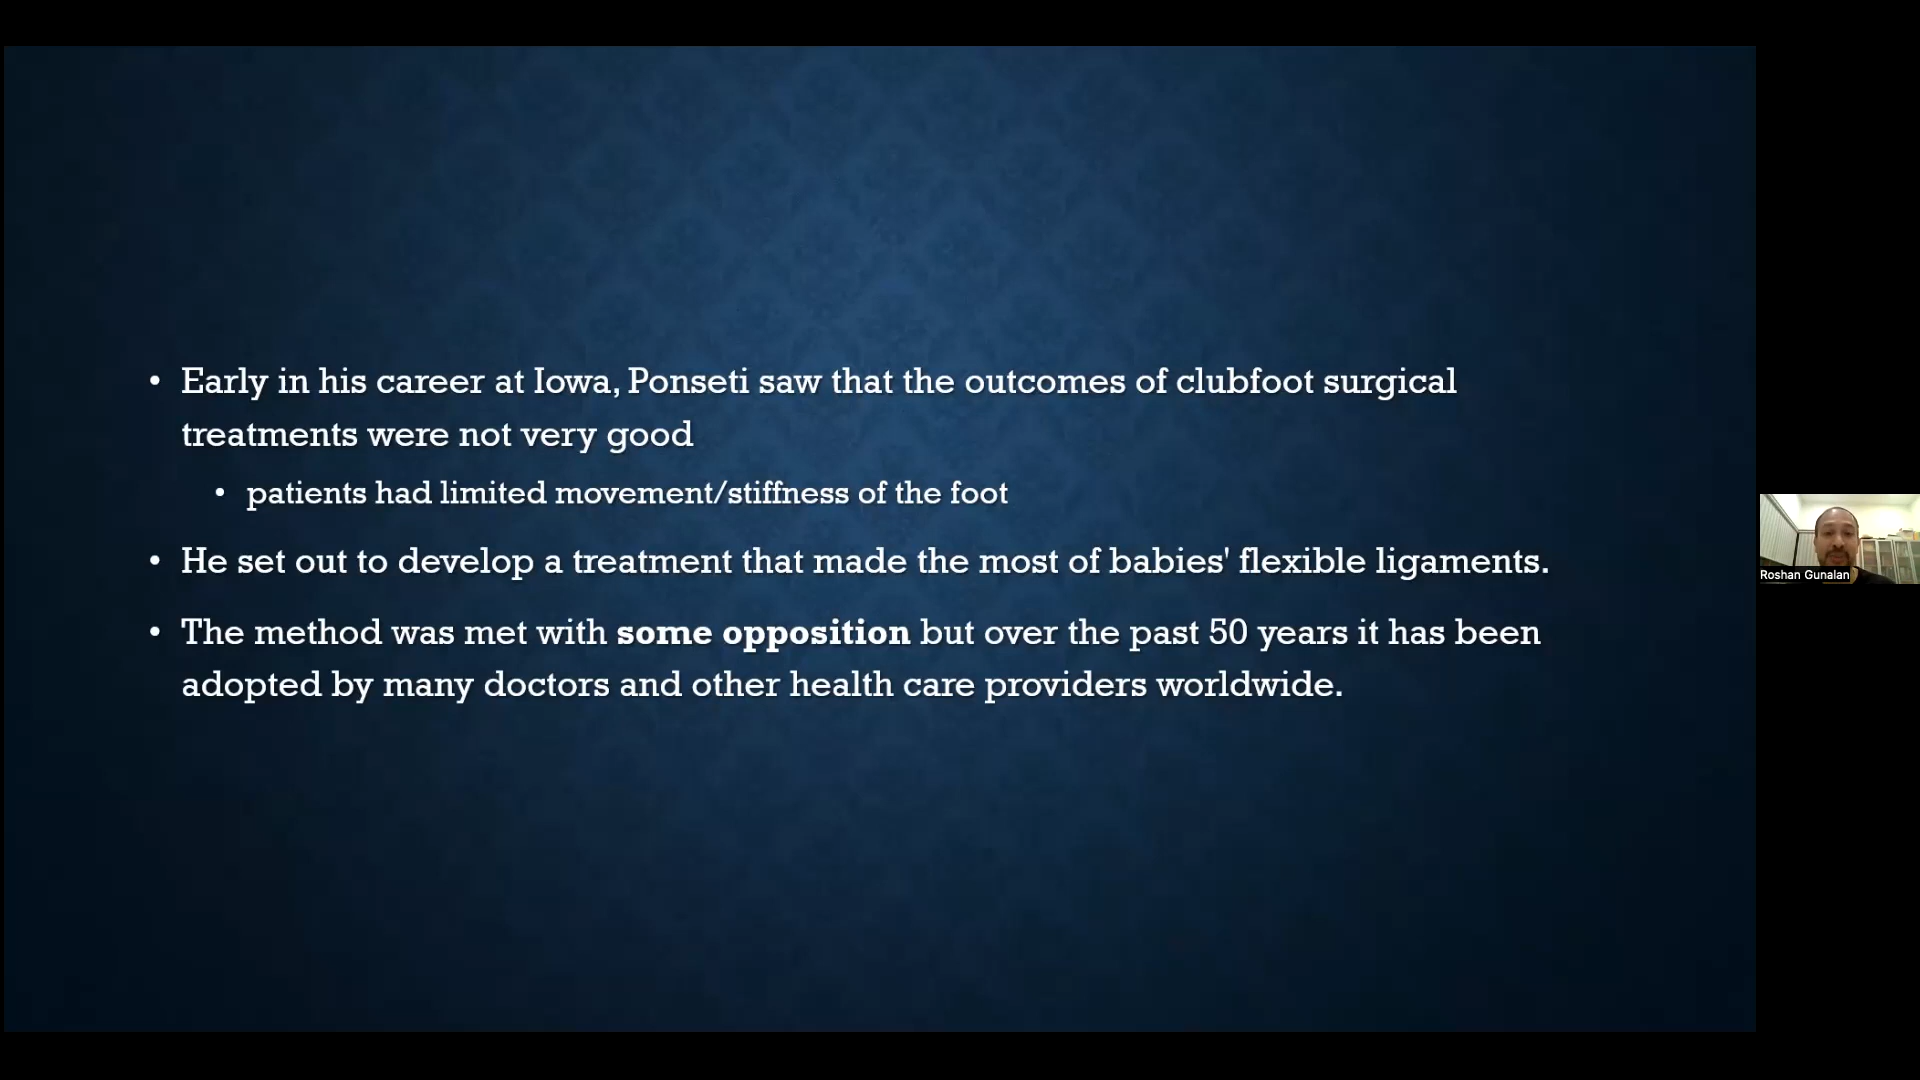 • Early in his career at Iowa, Ponseti saw that the outcomes of clubfoot surgical
treatments were not very good
• patients had limited movement/stiffness of the foot
• He set out to develop a treatment that made the most of babies' flexible ligaments.
• The method was met with some opposition but over the past 50 years it has been
adopted by many doctors and other health care providers worldwide.
Roshan Gunalan